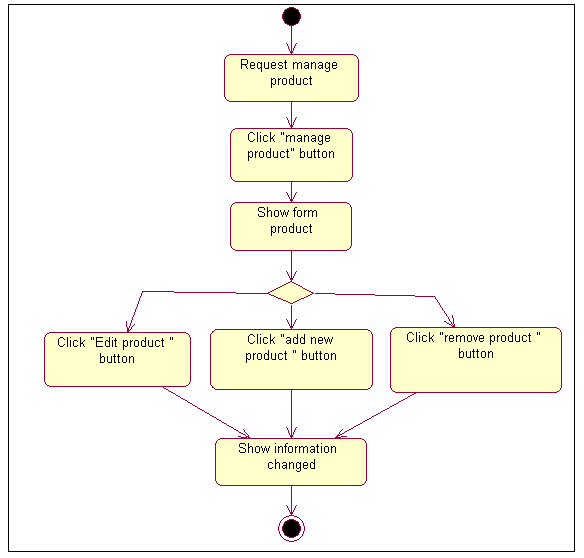 Request manage
product
Click "manage
product" button
Show form
product
Click "Edit product "
button
Click "add new
product " button
Click "remove product "
button
Show information
changed